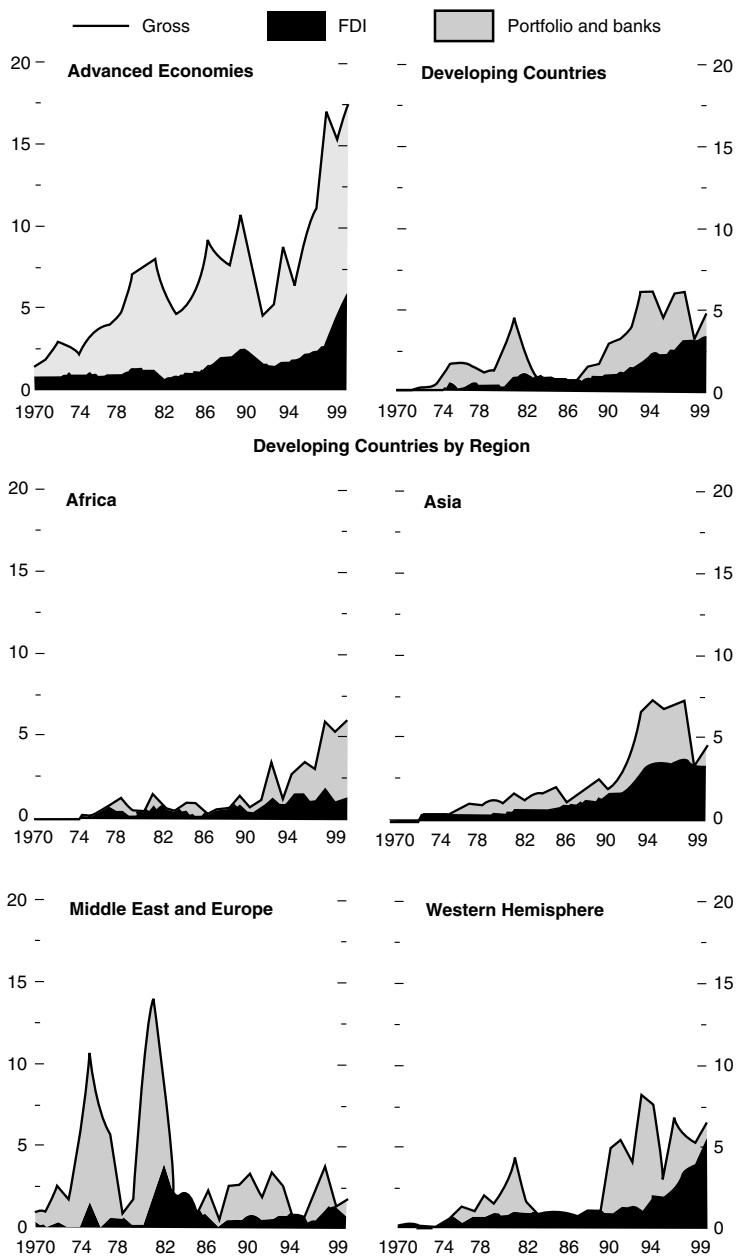 Gross FDI Portfolio and banks
Advanced Economies
20
15
10
5
0
1970 74 78 82 86 90 94 99
Developing Countries
20
15
10
5
0
1970 74 78 82 86 90 94 99
Developing Countries by Region
Africa
20
15
10
5
0
1970 74 78 82 86 90 94 99
Asia
20
15
10
5
0
1970 74 78 82 86 90 94 99
Middle East and Europe
20
15
10
5
0
1970 74 78 82 86 90 94 99
Western Hemisphere
20
15
10
5
0
1970 74 78 82 86 90 94 99